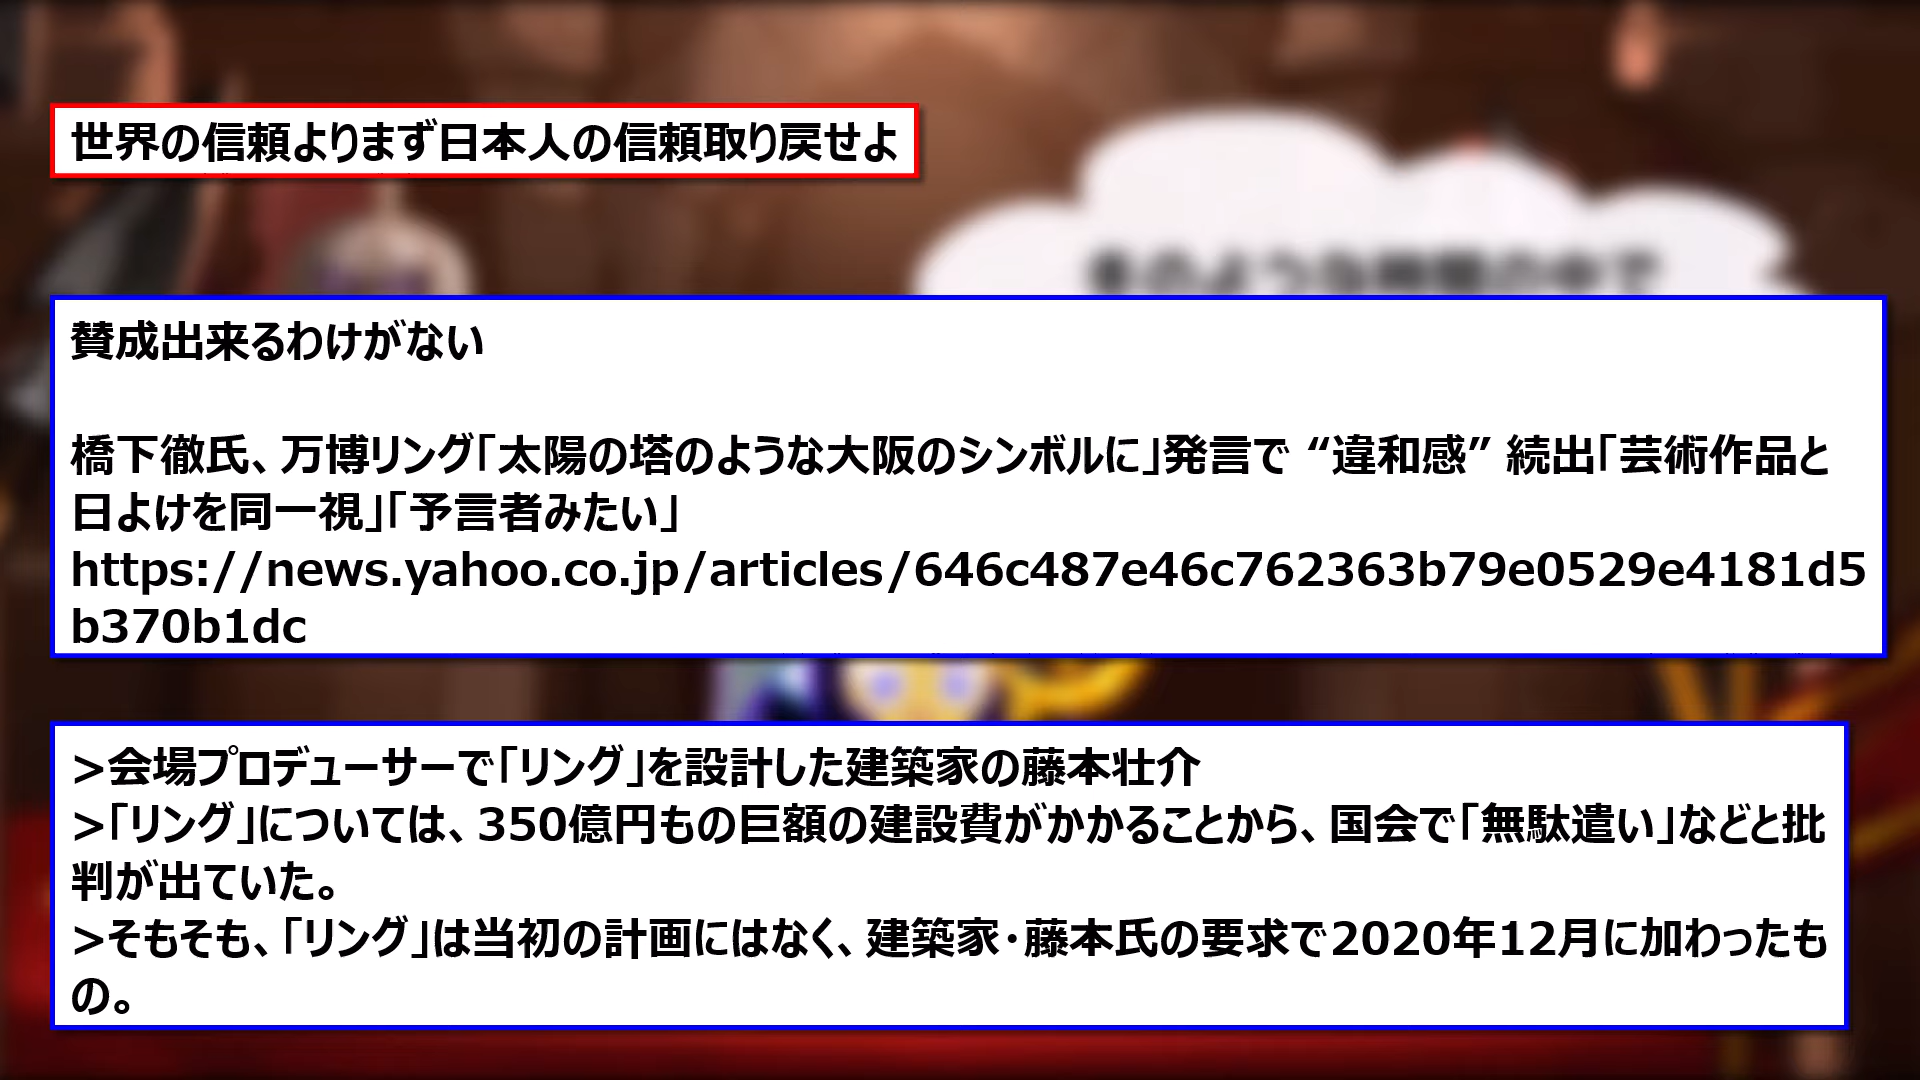 世界の信頼よりまず日本人の信頼取り戻せよ
のような時間の中で
賛成出来るわけがない
橋下徹氏、万博リング「太陽の塔のような大阪のシンボルに」発言で “違和感” 続出「芸術作品と
日よけを同一視」「予言者みたい」
https://news.yahoo.co.jp/articles/646c487e46c762363b79e0529e4181d5
b370b1dc
>会場プロデューサーで「リング」を設計した建築家の藤本壮介
>「リング」については、350億円もの巨額の建設費がかかることから、国会で「無駄遣い」などと批
判が出ていた。
>そもそも、「リング」は当初の計画にはなく、建築家・藤本氏の要求で2020年12月に加わったも
の。